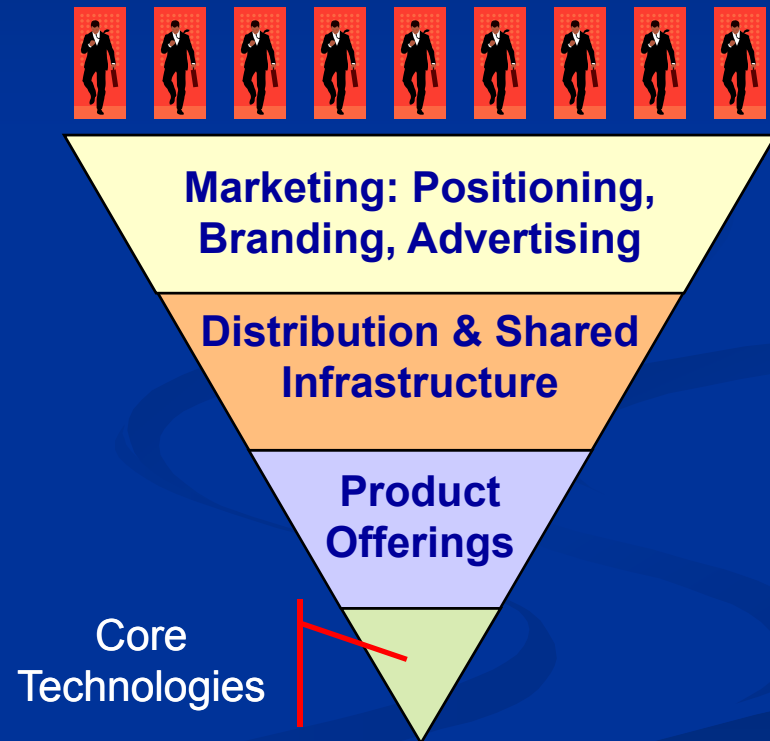 Marketing: Positioning,
Branding, Advertising
Distribution & Shared
Infrastructure
Product
Offerings
Core
Technologies